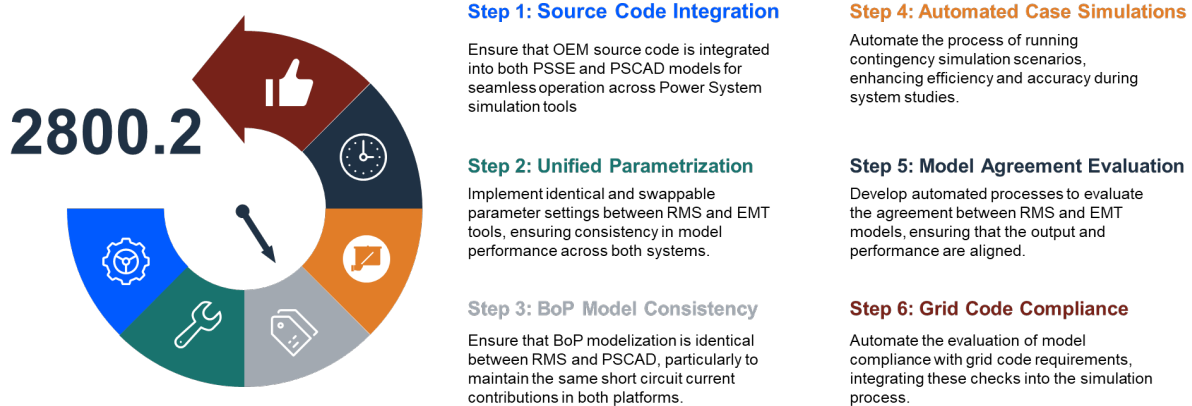 2800.2
Step 1: Source Code Integration
Ensure that OEM source code is integrated
into both PSSE and PSCAD models for
seamless operation across Power System
simulation tools
Step 2: Unified Parametrization
Implement identical and swappable
parameter settings between RMS and EMT
tools, ensuring consistency in model
performance across both systems.
Step 3: BoP Model Consistency
Ensure that BoP modelization is identical
between RMS and PSCAD, particularly to
maintain the same short circuit current
contributions in both platforms.
Step 4: Automated Case Simulations
Automate the process of running
contingency simulation scenarios,
enhancing efficiency and accuracy during
system studies.
Step 5: Model Agreement Evaluation
Develop automated processes to evaluate
the agreement between RMS and EMT
models, ensuring that the output and
performance are aligned.
Step 6: Grid Code Compliance
Automate the evaluation of model
compliance with grid code requirements,
integrating these checks into the simulation
process.